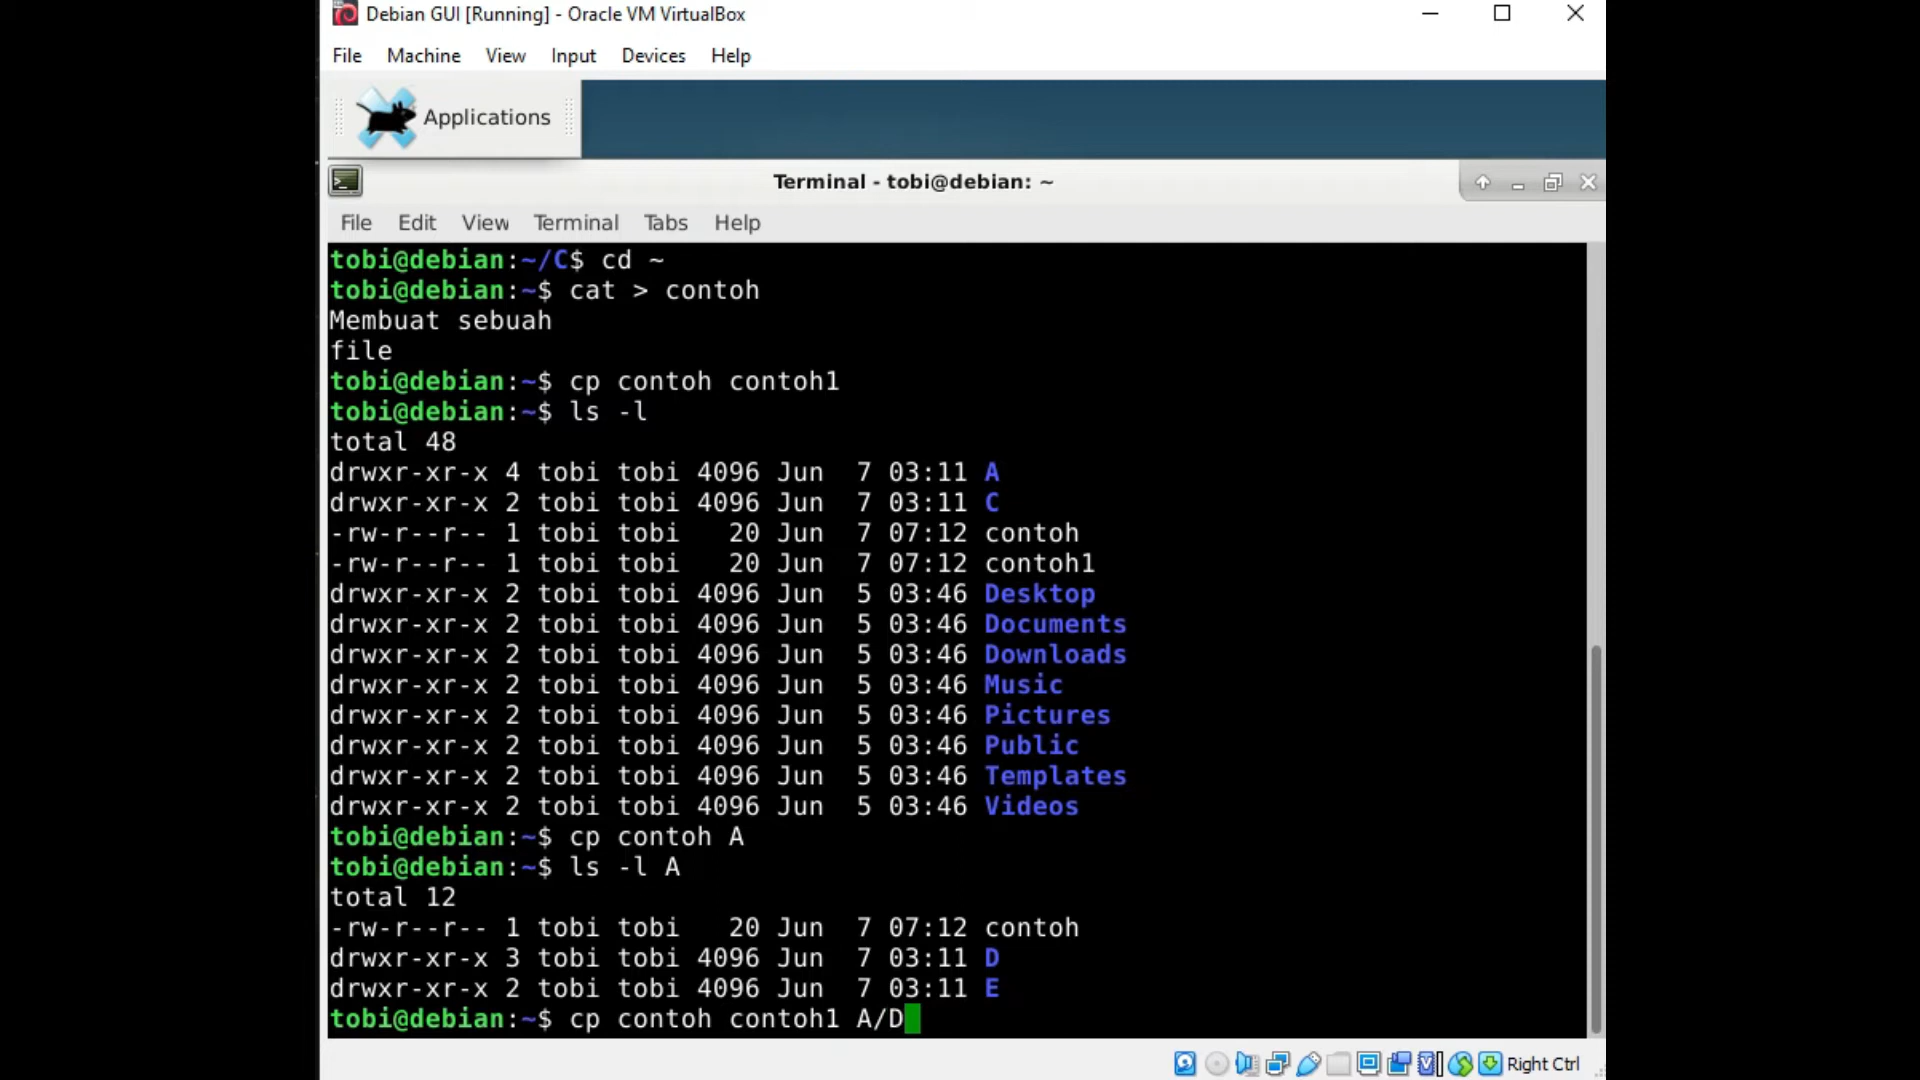 Debian GUI [Running] - Oracle VM VirtualBox
File Machine View Input Devices Help
Applications
Terminal - tobi@debian: ~
File Edit View Terminal Tabs Help
tobi@debian:~/C$ cd ~
tobi@debian:~$ cat > contoh
Membuat sebuah
file
tobi@debian:~$ cp contoh contoh1
tobi@debian:~$ ls -l
total 48
drwxr-xr-x 4 tobi tobi 4096 Jun  7 03:11 A
drwxr-xr-x 2 tobi tobi 4096 Jun  7 03:11 C
-rw-r--r-- 1 tobi tobi   20 Jun  7 07:12 contoh
-rw-r--r-- 1 tobi tobi   20 Jun  7 07:12 contoh1
drwxr-xr-x 2 tobi tobi 4096 Jun  5 03:46 Desktop
drwxr-xr-x 2 tobi tobi 4096 Jun  5 03:46 Documents
drwxr-xr-x 2 tobi tobi 4096 Jun  5 03:46 Downloads
drwxr-xr-x 2 tobi tobi 4096 Jun  5 03:46 Music
drwxr-xr-x 2 tobi tobi 4096 Jun  5 03:46 Pictures
drwxr-xr-x 2 tobi tobi 4096 Jun  5 03:46 Public
drwxr-xr-x 2 tobi tobi 4096 Jun  5 03:46 Templates
drwxr-xr-x 2 tobi tobi 4096 Jun  5 03:46 Videos
tobi@debian:~$ cp contoh A
tobi@debian:~$ ls -l A
total 12
-rw-r--r-- 1 tobi tobi   20 Jun  7 07:12 contoh
drwxr-xr-x 3 tobi tobi 4096 Jun  7 03:11 D
drwxr-xr-x 2 tobi tobi 4096 Jun  7 03:11 E
tobi@debian:~$ cp contoh contoh1 A/D
Right Ctrl